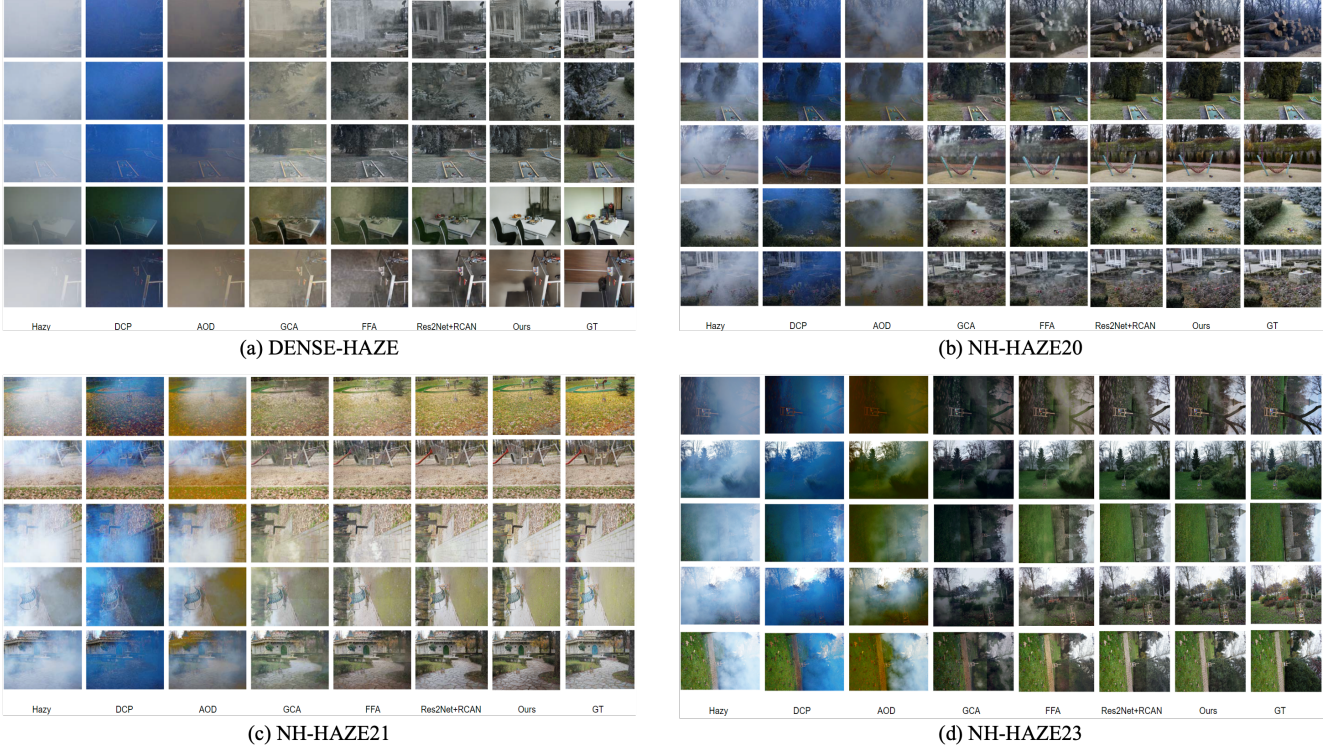 Hazy DCP AOD GCA FFA Res2Net+RCAN Ours GT
(a) DENSE-HAZE
Hazy DCP AOD GCA FFA Res2Net+RCAN Ours GT
(b) NH-HAZE20
Hazy DCP AOD GCA FFA Res2Net+RCAN Ours GT
(c) NH-HAZE21
Hazy DCP AOD GCA FFA Res2Net+RCAN Ours GT
(d) NH-HAZE23